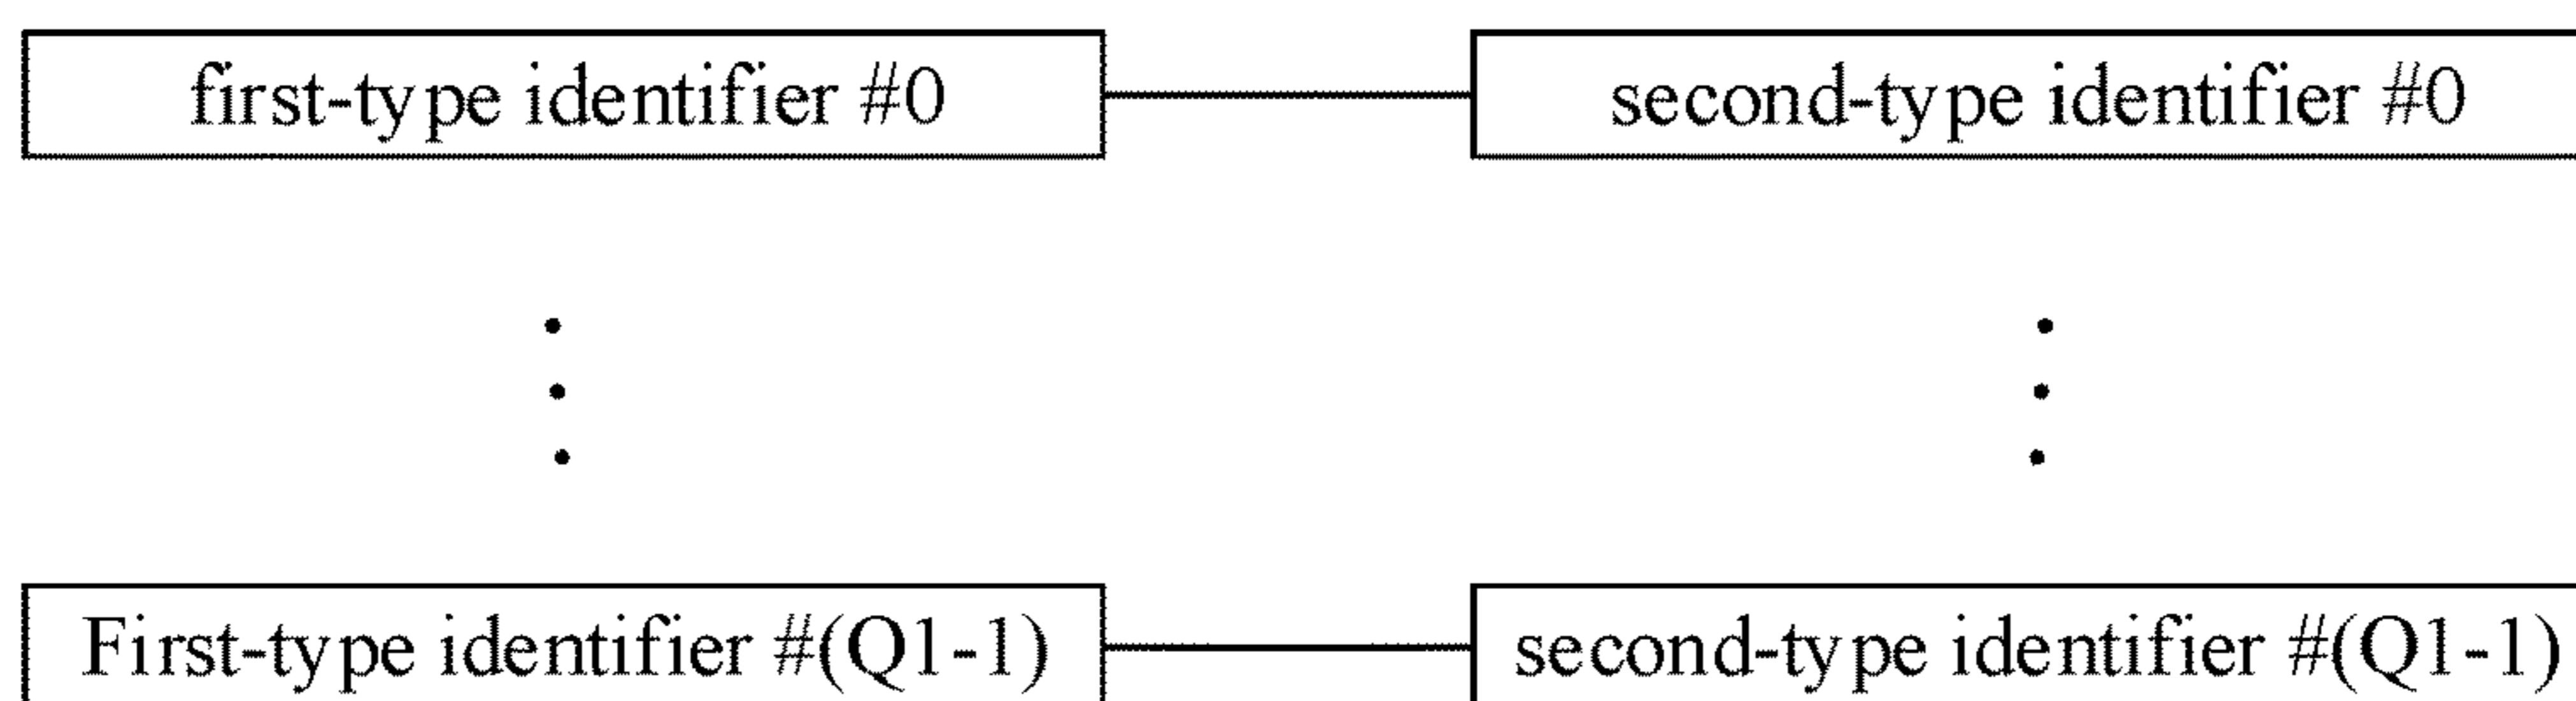 first-type identifier #0
second-type identifier #0
First-type identifier #(Q1-1)
second-type identifier #(Q1-1)